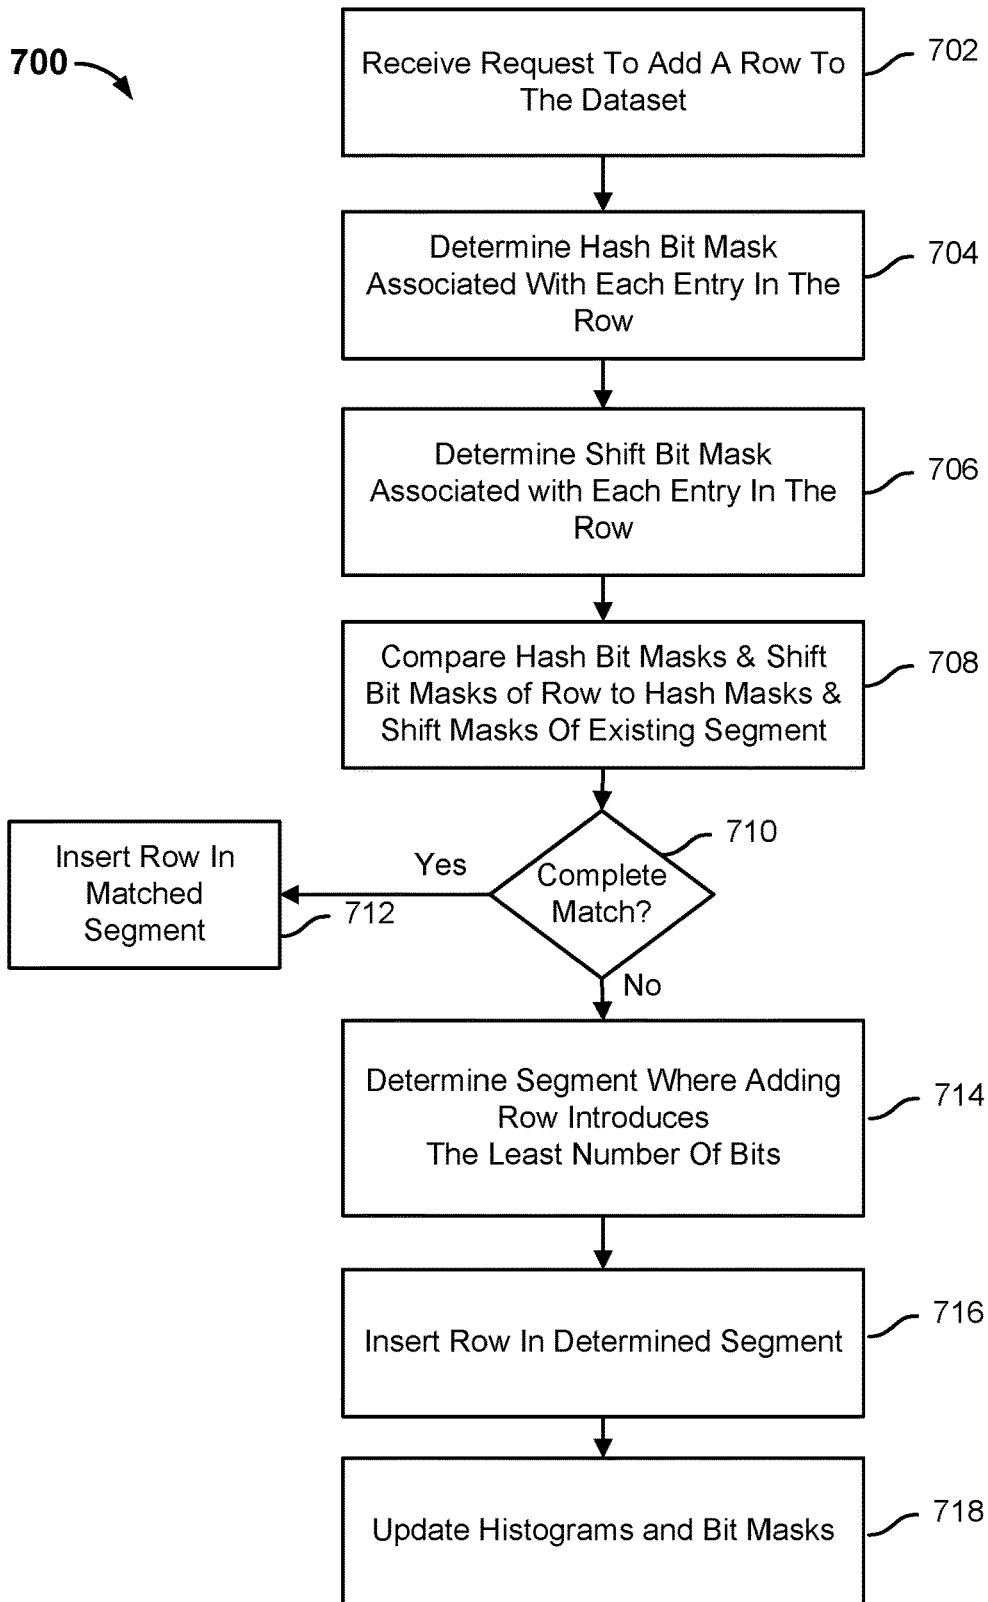 700
Receive Request To Add A Row To
The Dataset
702
Determine Hash Bit Mask
Associated With Each Entry In The
Row
704
Determine Shift Bit Mask
Associated with Each Entry In The
Row
706
Compare Hash Bit Masks & Shift
Bit Masks of Row to Hash Masks &
Shift Masks Of Existing Segment
708
Complete
Match?
710
Yes
Insert Row In
Matched
Segment
712
No
Determine Segment Where Adding
Row Introduces
The Least Number Of Bits
714
Insert Row In Determined Segment
716
Update Histograms and Bit Masks
718